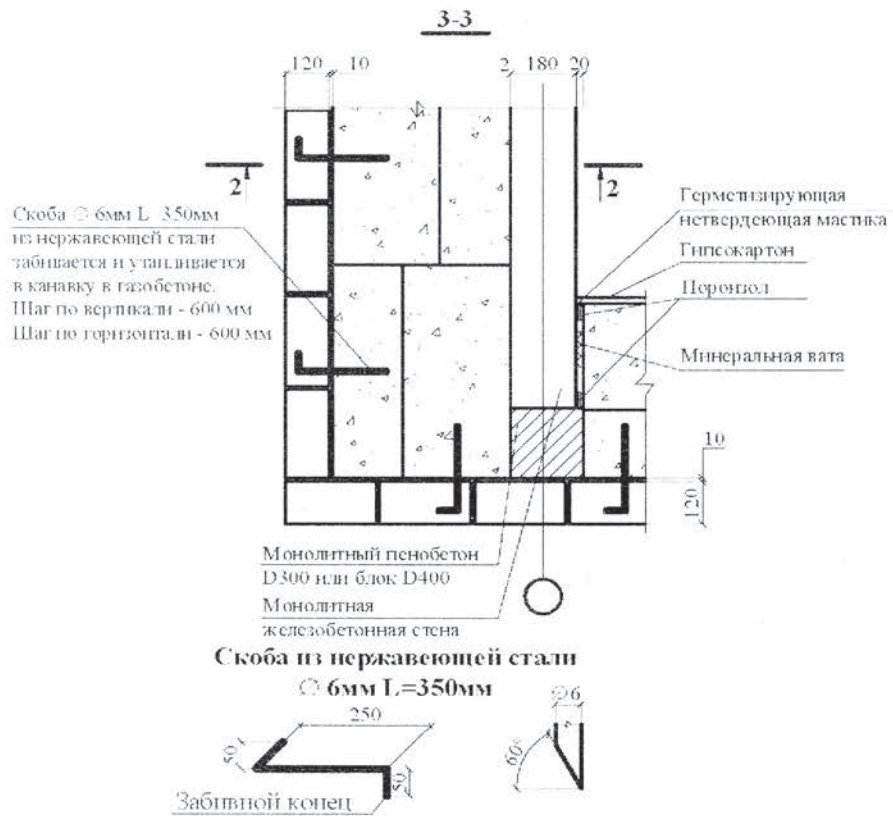 3-3
120 10 2 180 20
2 2
Скоба ∅ 6мм L=350мм
из нержавеющей стали
забивается и утапливается
в канавку в газобетоне.
Шаг по вертикали - 600 мм
Шаг по горизонтали - 600 мм
Герметизирующая
нетвердеющая мастика
Гипсокартон
Пороизол
Минеральная вата
10
120
Монолитный пенобетон
D300 или блок D400
Монолитная
железобетонная стена
Скоба из нержавеющей стали
∅ 6мм L=350мм
250
50
50
Забивной конец
∅6
60°